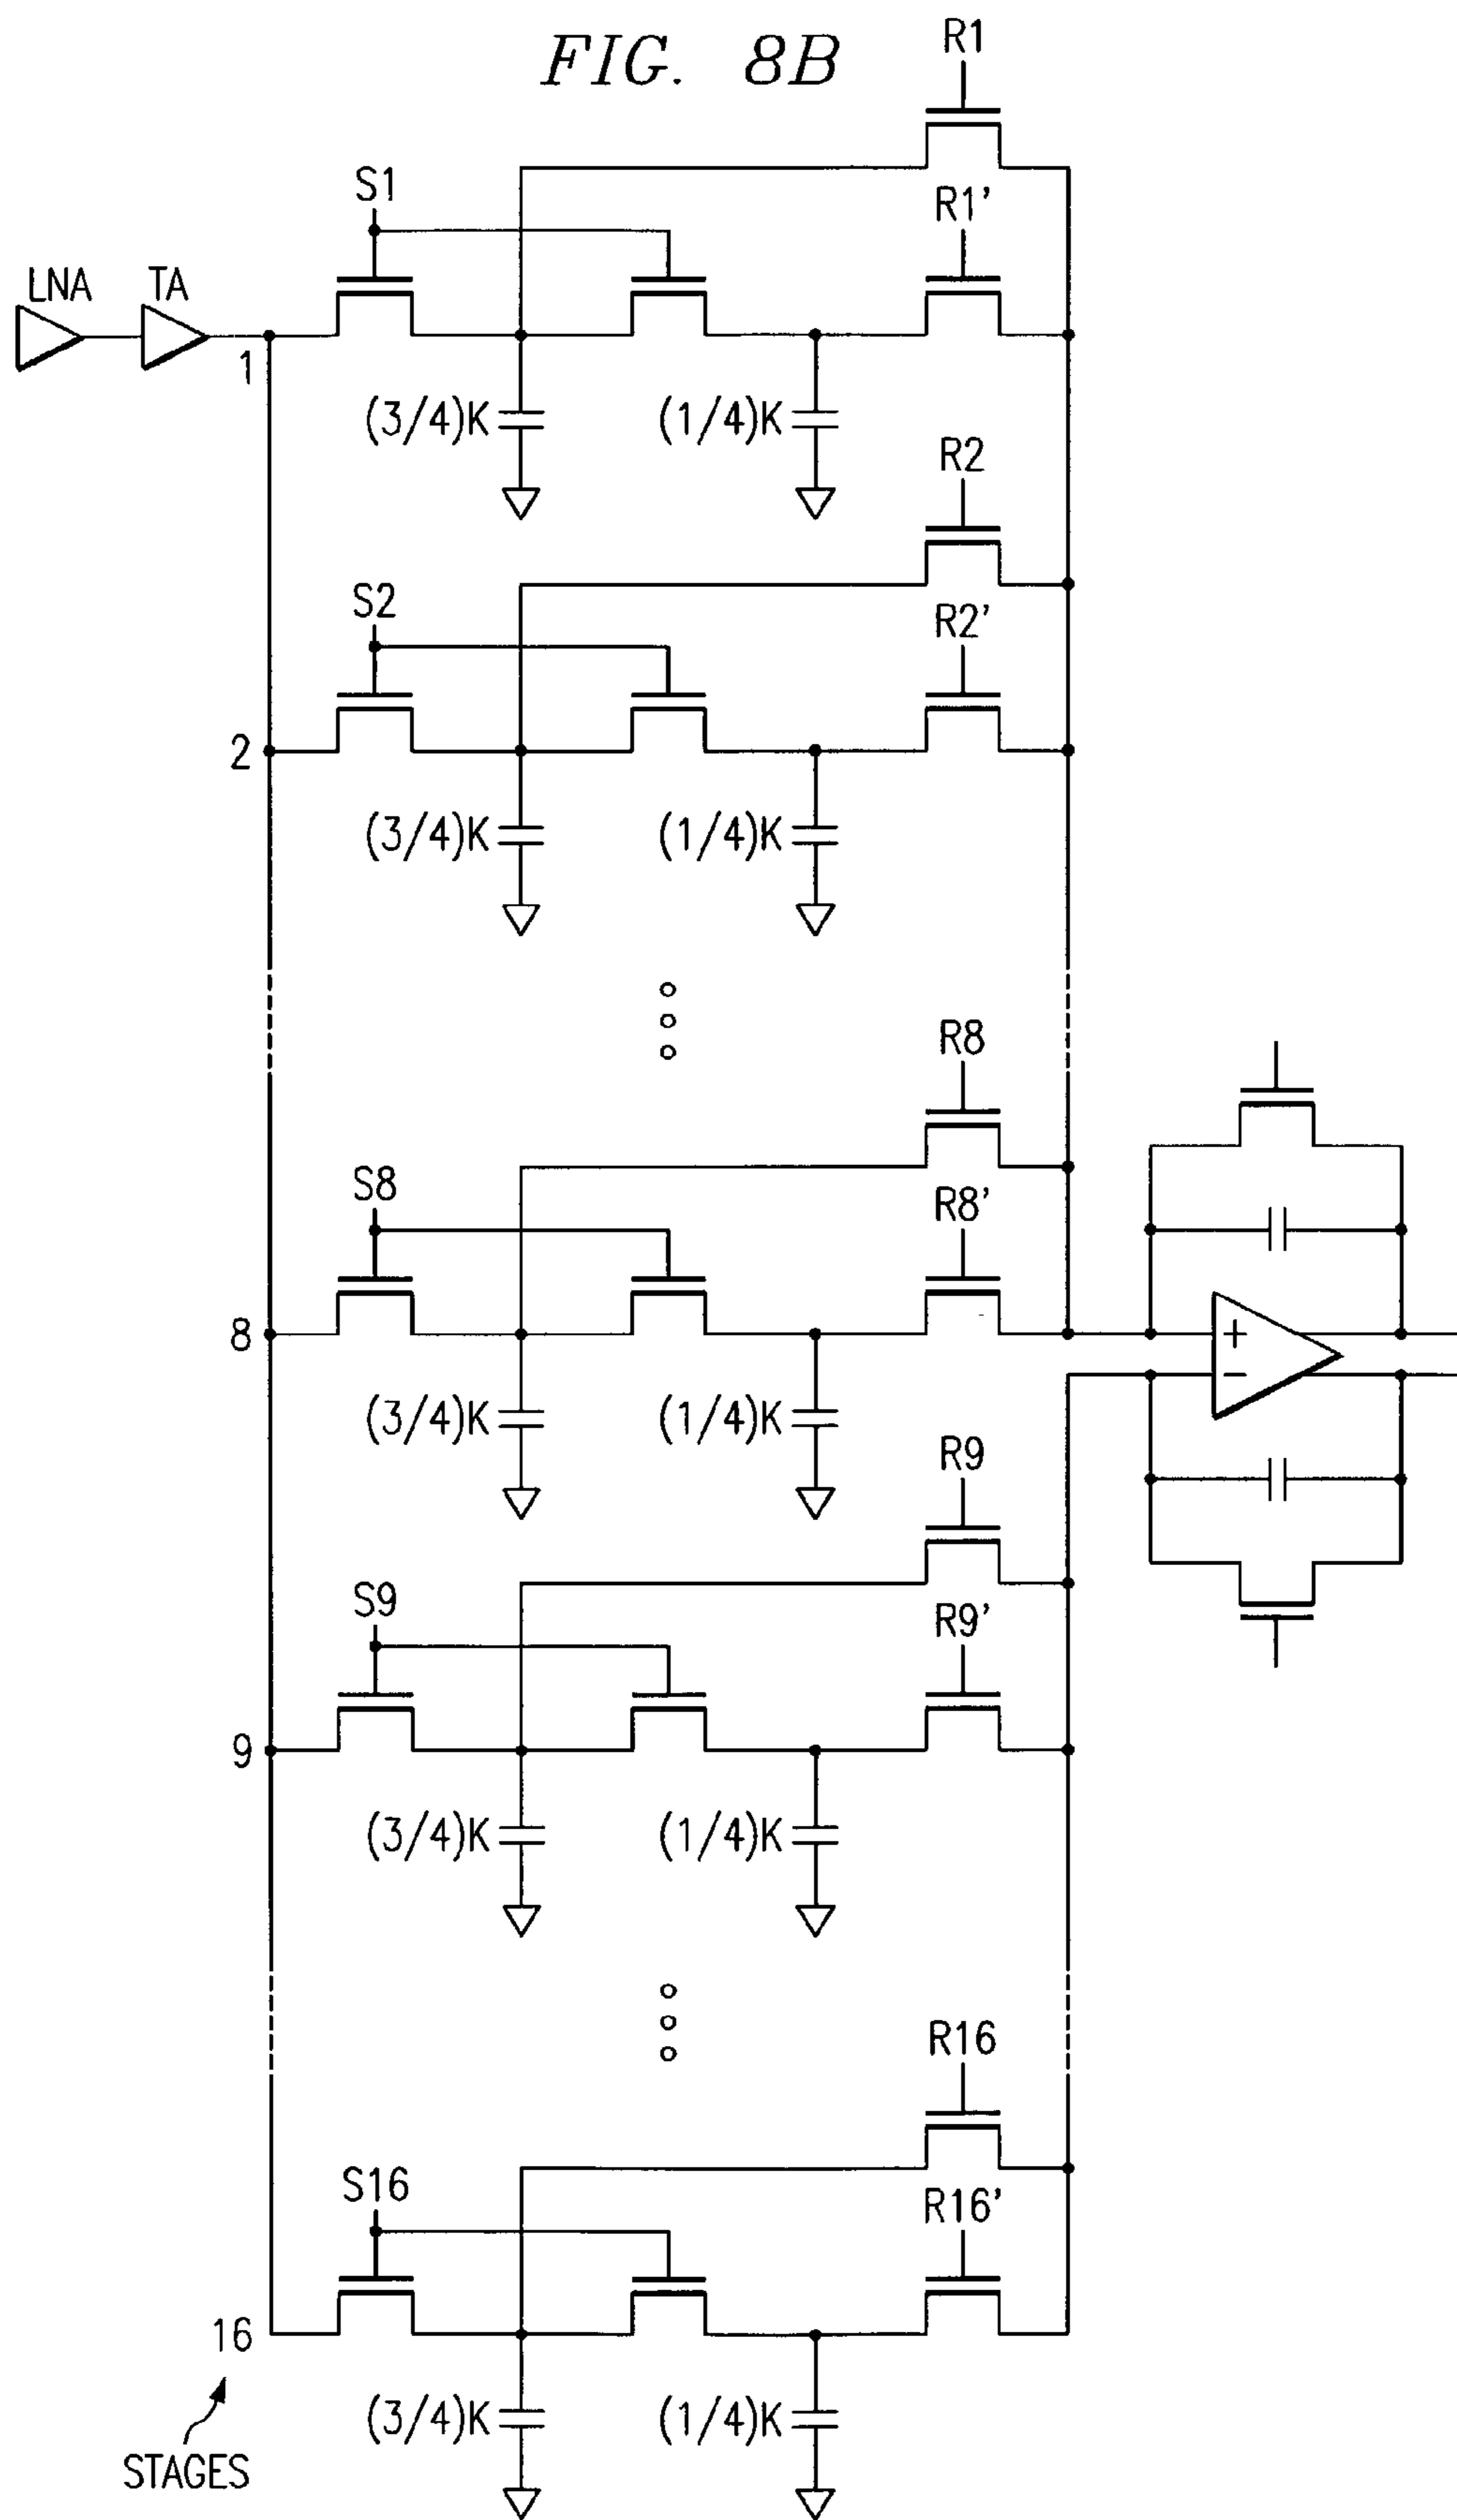 FIG. 8B
R1
S1
R1'
LNA
TA
1
(3/4)K
(1/4)K
R2
S2
R2'
2
(3/4)K
(1/4)K
R8
S8
R8'
8
+
-
(3/4)K
(1/4)K
R9
S9
R9'
9
(3/4)K
(1/4)K
R16
S16
R16'
16
(3/4)K
(1/4)K
STAGES